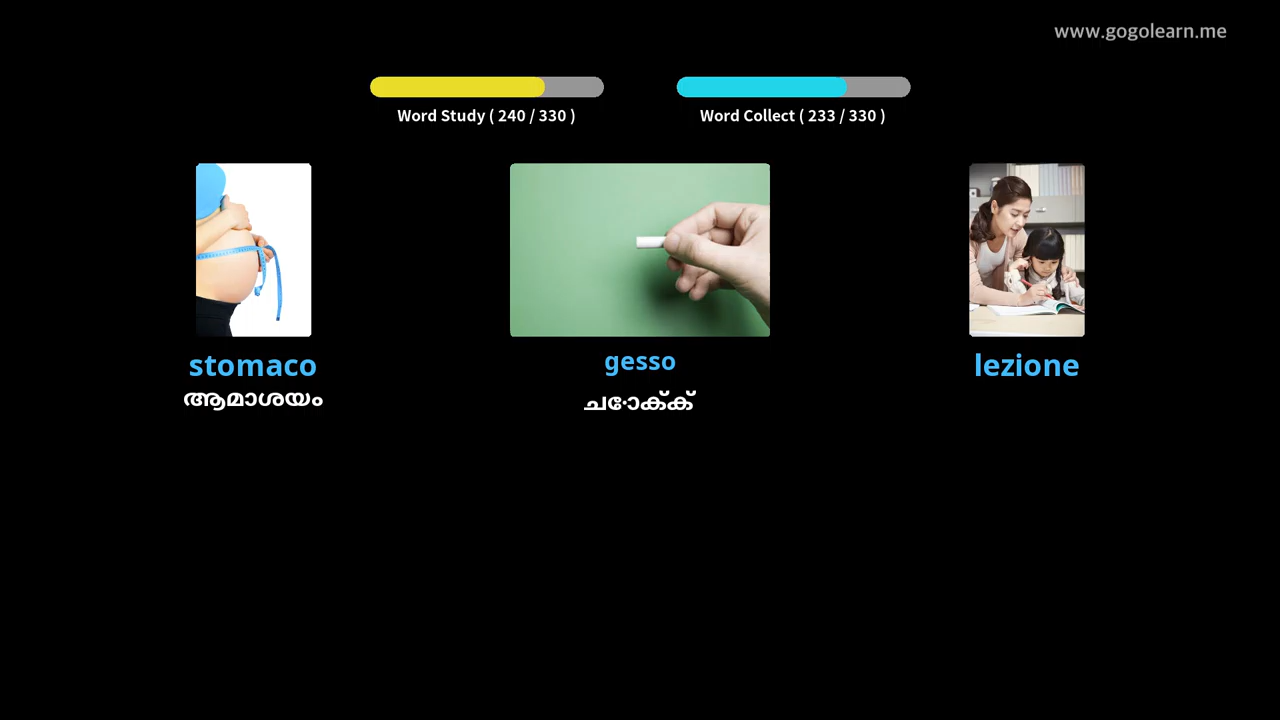 www.gogolearn.me
Word Study ( 240 / 330 )
Word Collect ( 233 / 330 )
stomaco
ആമാശയം
gesso
ചോക്ക്
lezione